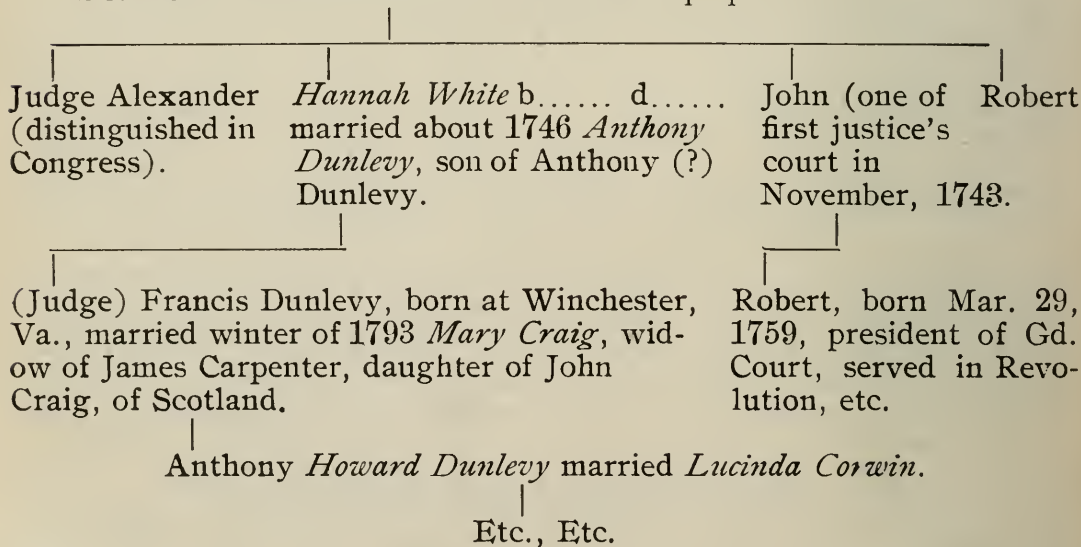 Judge Alexander
(distinguished in
Congress).
Hannah White b...... d......
married about 1746 Anthony
Dunlevy, son of Anthony (?)
Dunlevy.
John (one of
first justice's
court in
November, 1743.
Robert
(Judge) Francis Dunlevy, born at Winchester,
Va., married winter of 1793 Mary Craig, wid-
ow of James Carpenter, daughter of John
Craig, of Scotland.
Robert, born Mar. 29,
1759, president of Gd.
Court, served in Revo-
lution, etc.
Anthony Howard Dunlevy married Lucinda Corwin.
Etc., Etc.